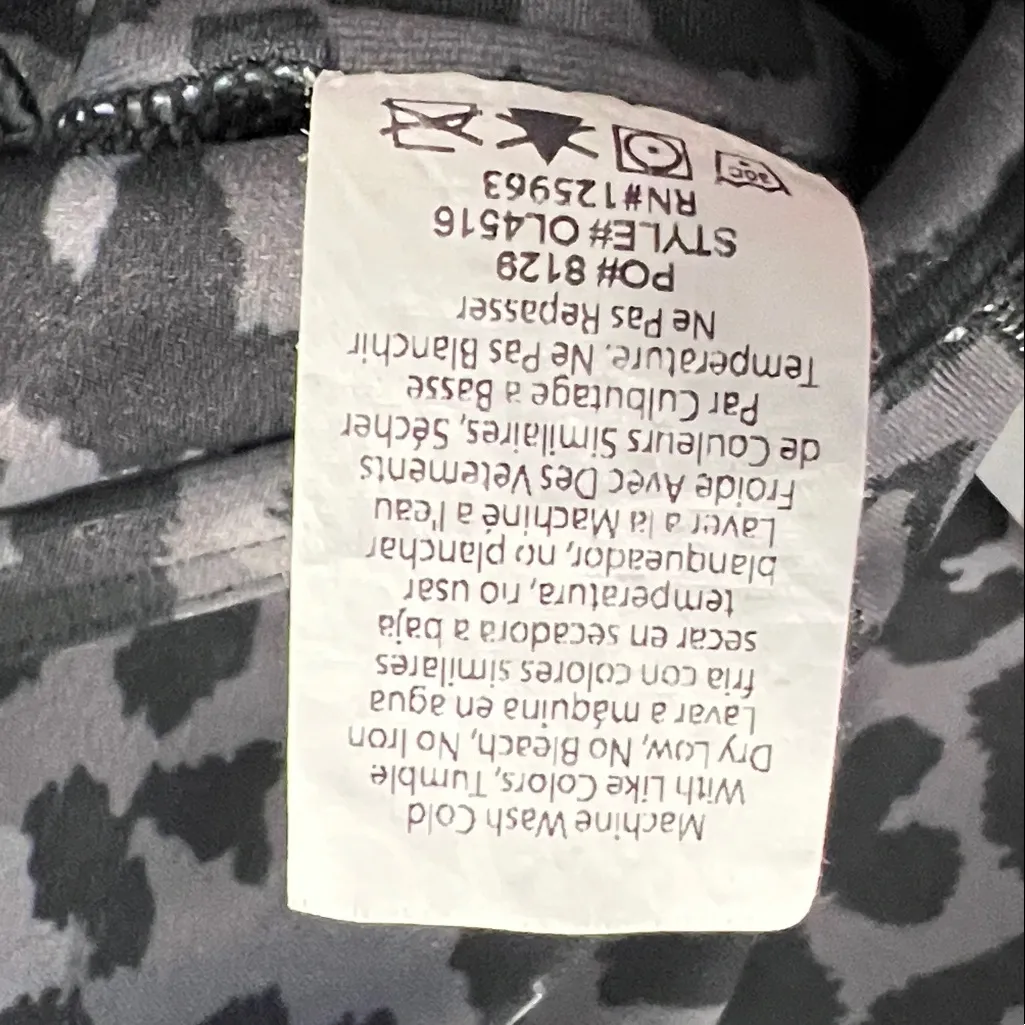 Machine Wash Cold
With Like Colors, Tumble
Dry Low, No Bleach, No Iron
Lavar a máquina en agua
fria con colores similares
secar en secadora a baja
temperatura, no usar
blanqueador, no planchar
Laver a la Machine a l'eau
Froide Avec Des Vetements
de Couleurs Similaires, Sécher
Par Culbutage a Basse
Temperature. Ne Pas Blanchir
Ne Pas Repasser
PO# 8129
STYLE# OL4516
RN#125963
30C